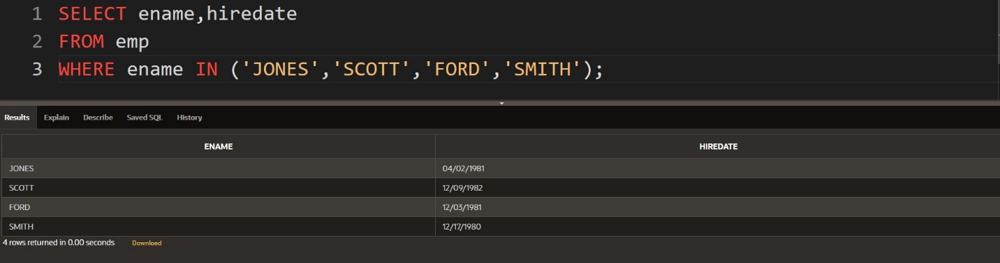 1 SELECT ename,hiredate
2 FROM emp
3 WHERE ename IN ('JONES','SCOTT','FORD','SMITH');
Results Explain Describe Saved SQL History
ENAME HIREDATE
JONES 04/02/1981
SCOTT 12/09/1982
FORD 12/03/1981
SMITH 12/17/1980
4 rows returned in 0.00 seconds Download